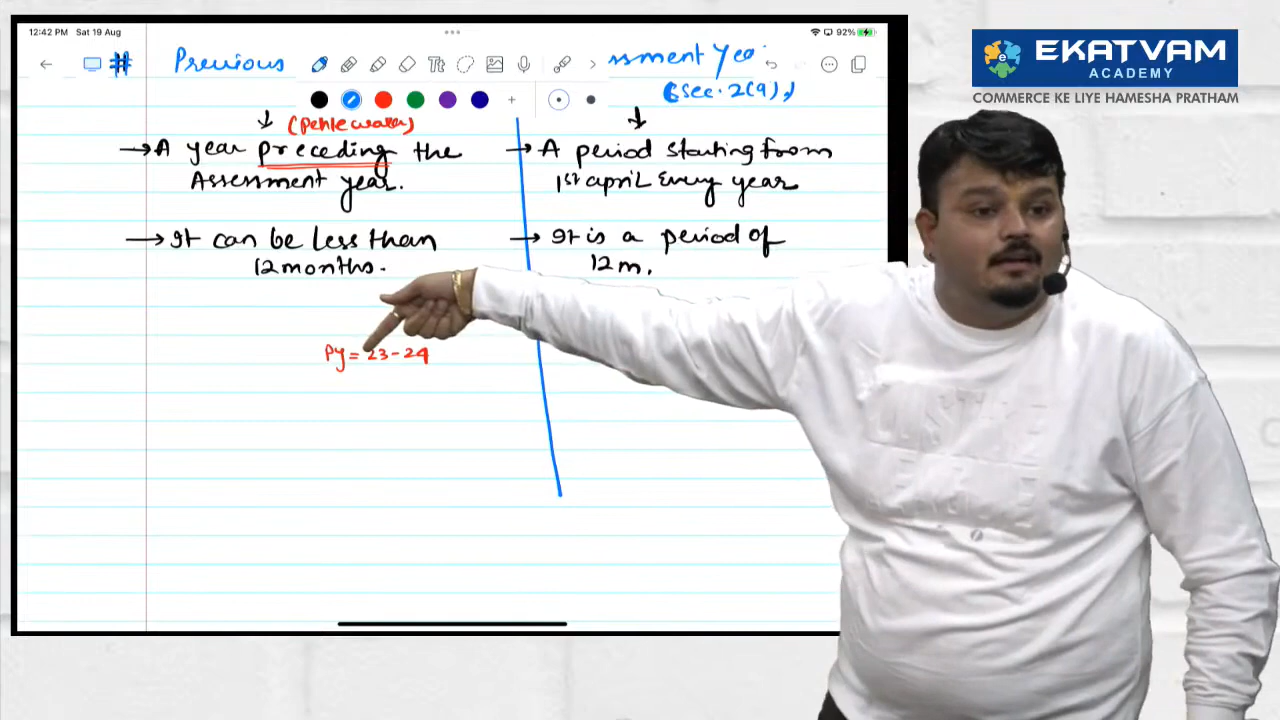 12:42 PM Sat 19 Aug
92%
EKATVAM
ACADEMY
COMMERCE KE LIYE HAMESHA PRATHAM
# Previous
ssment Yea
(Sec. 2(9))
(Pehle wala)
→ A year preceding the
Assessment year.
→ It can be less than
12 months.
PY = 23-24
→ A period starting from
1st april Every year
→ It is a period of
12 m.